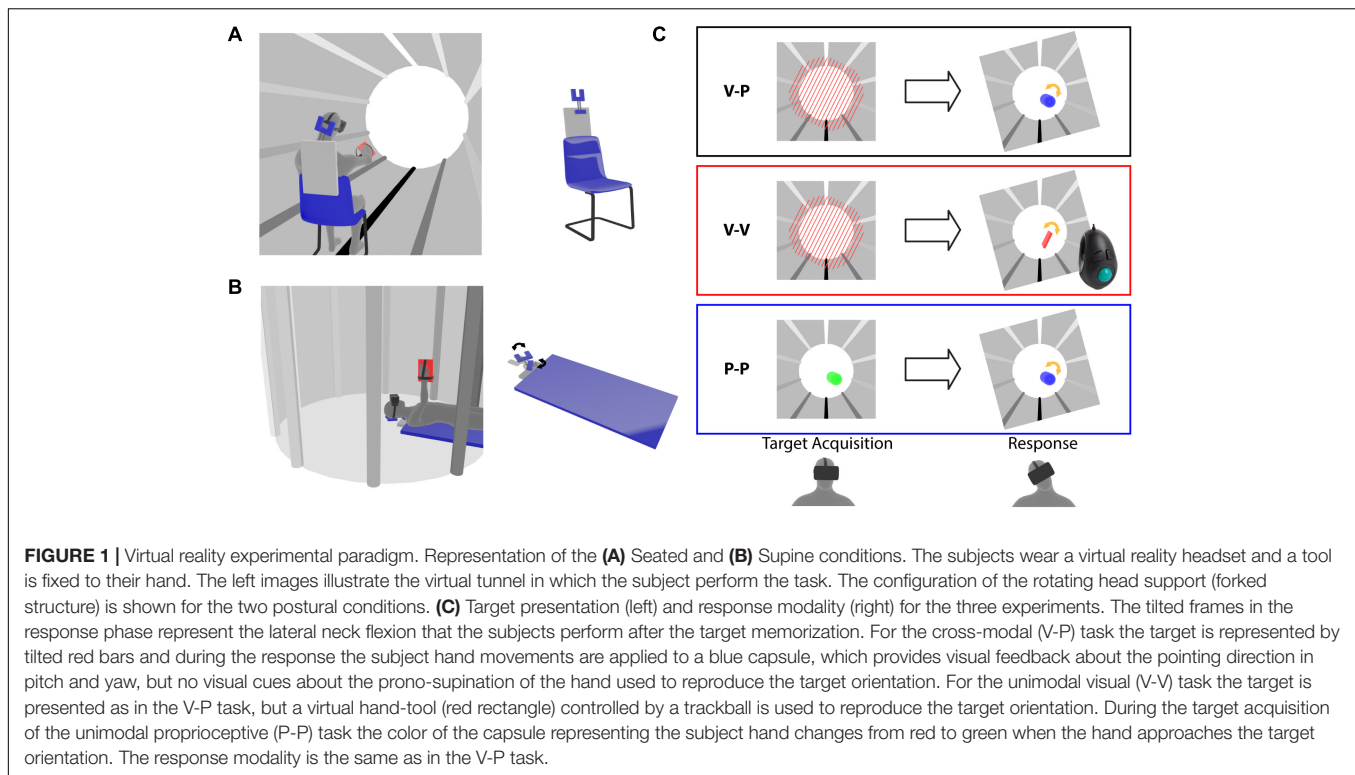 A
C
V-P
V-V
B
P-P
Target Acquisition
Response
FIGURE 1 | Virtual reality experimental paradigm. Representation of the (A) Seated and (B) Supine conditions. The subjects wear a virtual reality headset and a tool
is fixed to their hand. The left images illustrate the virtual tunnel in which the subject perform the task. The configuration of the rotating head support (forked
structure) is shown for the two postural conditions. (C) Target presentation (left) and response modality (right) for the three experiments. The tilted frames in the
response phase represent the lateral neck flexion that the subjects perform after the target memorization. For the cross-modal (V-P) task the target is represented by
tilted red bars and during the response the subject hand movements are applied to a blue capsule, which provides visual feedback about the pointing direction in
pitch and yaw, but no visual cues about the prono-supination of the hand used to reproduce the target orientation. For the unimodal visual (V-V) task the target is
presented as in the V-P task, but a virtual hand-tool (red rectangle) controlled by a trackball is used to reproduce the target orientation. During the target acquisition
of the unimodal proprioceptive (P-P) task the color of the capsule representing the subject hand changes from red to green when the hand approaches the target
orientation. The response modality is the same as in the V-P task.